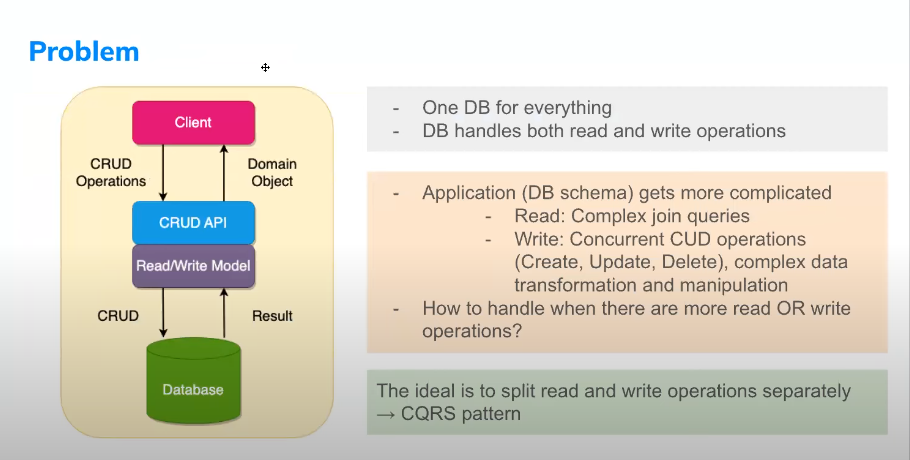 Problem
Client
CRUD
Operations
Domain
Object
CRUD API
Read/Write Model
CRUD
Result
Database
- One DB for everything
- DB handles both read and write operations
- Application (DB schema) gets more complicated
- Read: Complex join queries
- Write: Concurrent CUD operations
(Create, Update, Delete), complex data
transformation and manipulation
- How to handle when there are more read OR write
operations?
The ideal is to split read and write operations separately
→ CQRS pattern